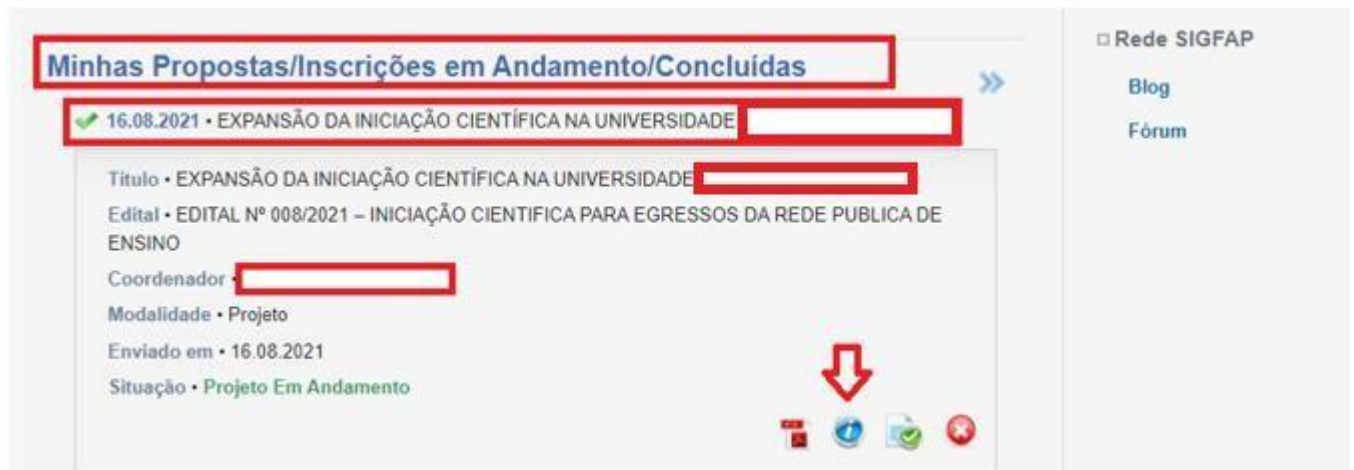 Minhas Propostas/Inscrições em Andamento/Concluídas
16.08.2021 • EXPANSÃO DA INICIAÇÃO CIENTÍFICA NA UNIVERSIDADE
Título • EXPANSÃO DA INICIAÇÃO CIENTÍFICA NA UNIVERSIDADE
Edital • EDITAL Nº 008/2021 – INICIAÇÃO CIENTIFICA PARA EGRESSOS DA REDE PUBLICA DE
ENSINO
Coordenador •
Modalidade • Projeto
Enviado em • 16.08.2021
Situação • Projeto Em Andamento
Rede SIGFAP
Blog
Fórum